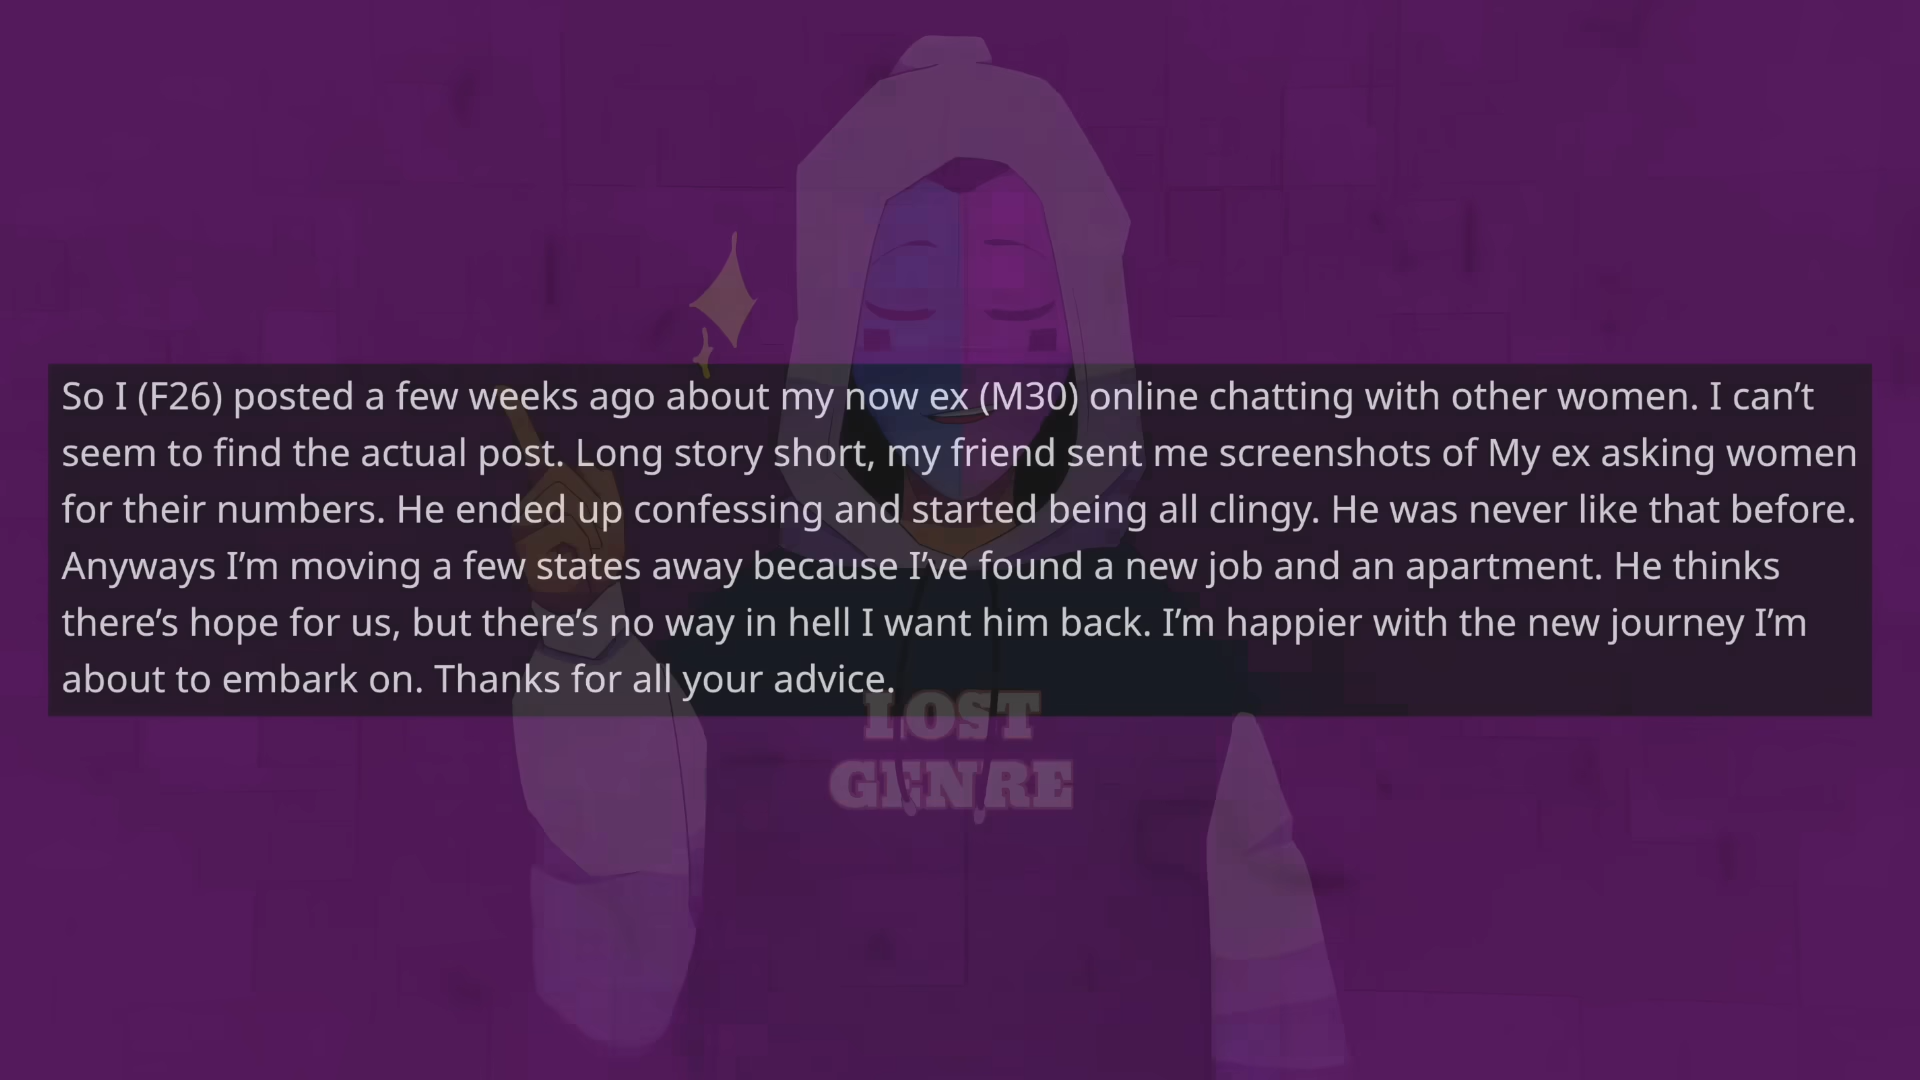 So I (F26) posted a few weeks ago about my now ex (M30) online chatting with other women. I can’t
seem to find the actual post. Long story short, my friend sent me screenshots of My ex asking women
for their numbers. He ended up confessing and started being all clingy. He was never like that before.
Anyways I’m moving a few states away because I’ve found a new job and an apartment. He thinks
there’s hope for us, but there’s no way in hell I want him back. I’m happier with the new journey I’m
about to embark on. Thanks for all your advice.
LOST
GENRE